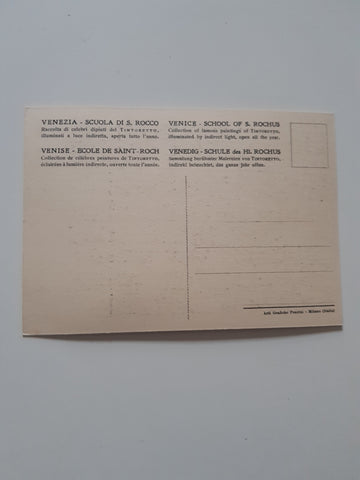 VENEZIA - SCUOLA DI S. ROCCO
Raccolta di celebri dipinti del TINTORETTO,
illuminati a luce indiretta, aperta tutto l'anno.
VENICE - SCHOOL OF S. ROCHUS
Collection of famous paintings of TINTORETTO,
illuminated by indirect light, open all the year.
VENISE - ECOLE DE SAINT-ROCH
Collection de célèbres peintures de TINTORETTO,
éclairées à lumière indirecte, ouverte toute l'année.
VENEDIG - SCHULE des HL. ROCHUS
Sammlung berühmter Malereien von TINTORETTO,
indirekt beleuchtet, das ganze jahr offen.
Arti Grafiche Pizzini - Milano (Italia)